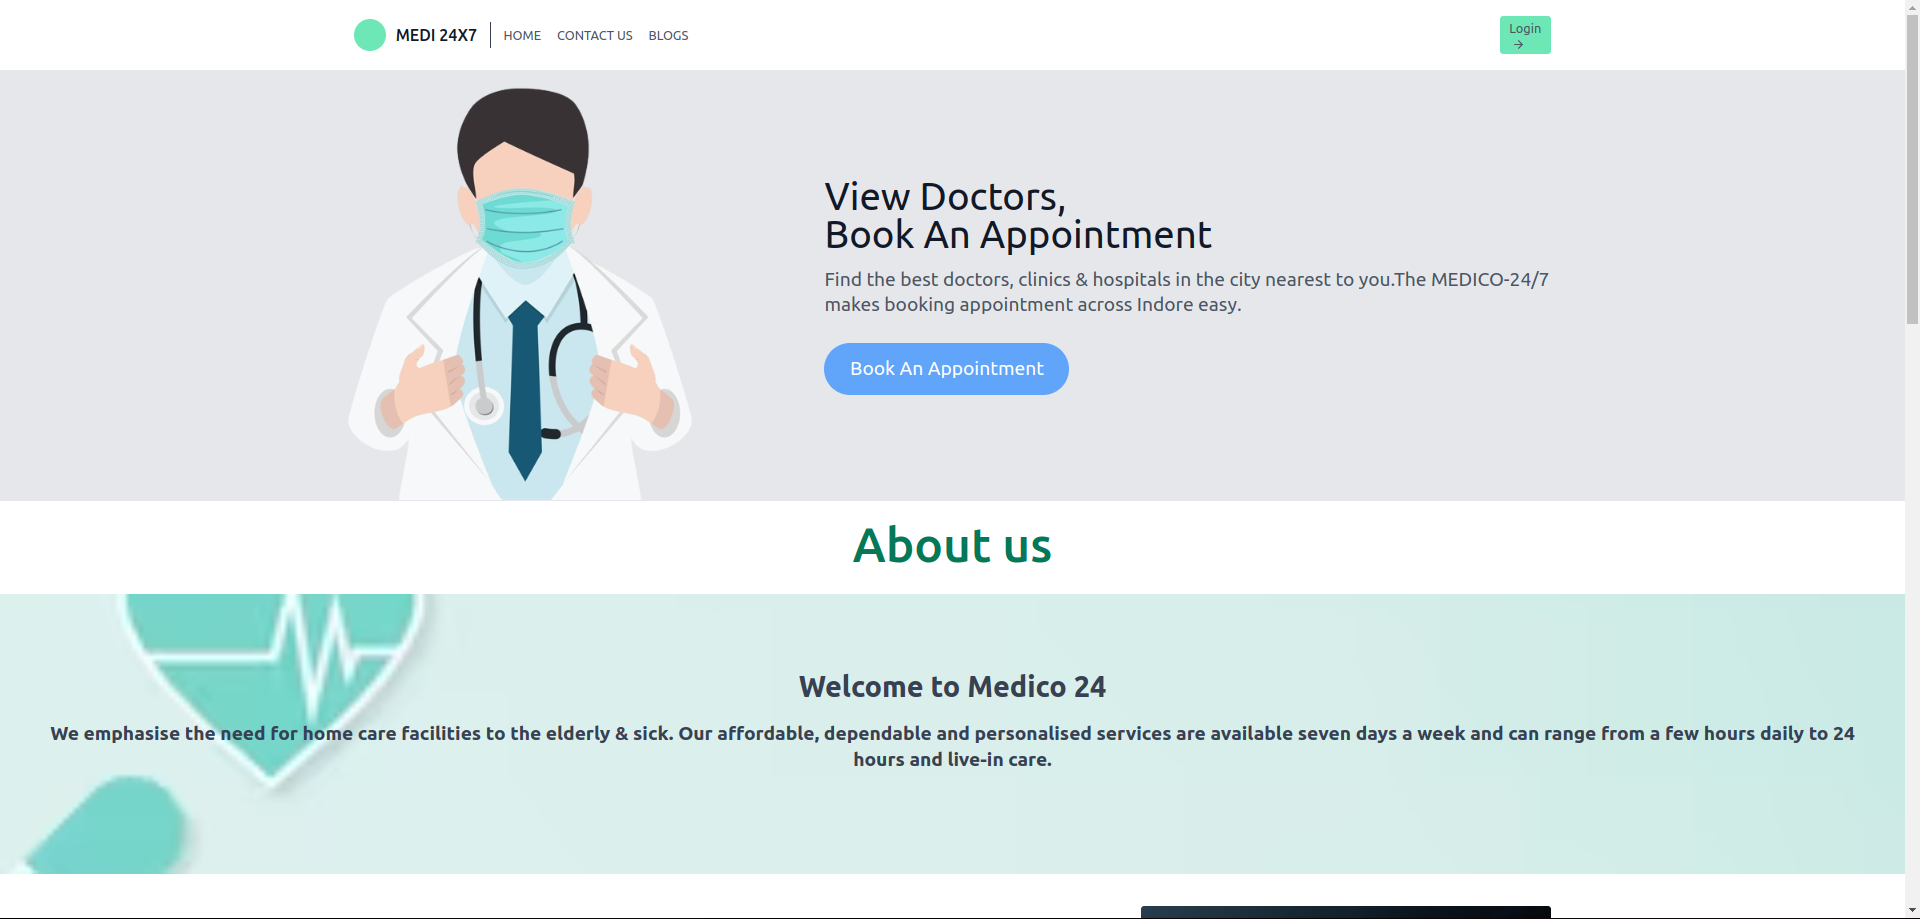 MEDI 24X7
HOME
CONTACT US
BLOGS
Login
→
View Doctors,
Book An Appointment
Find the best doctors, clinics & hospitals in the city nearest to you.The MEDICO-24/7
makes booking appointment across Indore easy.
Book An Appointment
About us
Welcome to Medico 24
We emphasise the need for home care facilities to the elderly & sick. Our affordable, dependable and personalised services are available seven days a week and can range from a few hours daily to 24
hours and live-in care.